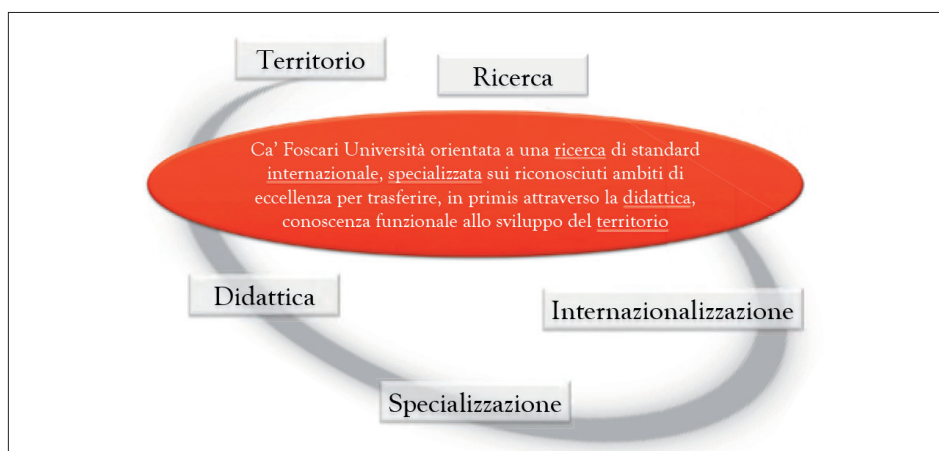 Territorio
Ricerca
Ca' Foscari Università orientata a una ricerca di standard
internazionale, specializzata sui riconosciuti ambiti di
eccellenza per trasferire, in primis attraverso la didattica,
conoscenza funzionale allo sviluppo del territorio
Didattica
Internazionalizzazione
Specializzazione